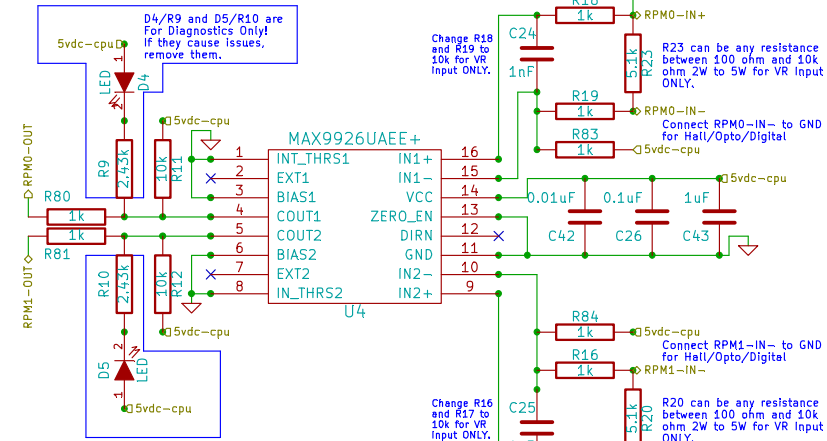 D4/R9 and D5/R10 are
For Diagnostics Only!
If they cause issues,
remove them.
5vdc-cpu
1
LED
D4
2
R9
2.43k
5vdc-cpu
10k
R11
RPM0-OUT
R80
1k
1k
R81
RPM1-OUT
R10
2.43k
10k
R12
5vdc-cpu
2
D5
LED
1
5vdc-cpu
MAX9926UAEE+
1
INT_THRS1
2
EXT1
3
BIAS1
4
COUT1
5
COUT2
6
BIAS2
7
EXT2
8
IN_THRS2
IN1+
16
IN1-
15
VCC
14
ZERO_EN
13
DIRN
12
GND
11
IN2-
10
IN2+
9
U4
Change R18
and R19 to
10k for VR
Input ONLY.
C24
1nF
1k
RPM0-IN+
5.1k
R23
R23 can be any resistance
between 100 ohm and 10k
ohm 2W to 5W for VR Input
ONLY.
R19
1k
RPM0-IN-
Connect RPM0-IN- to GND
for Hall/Opto/Digital
R83
1k
5vdc-cpu
5vdc-cpu
0.01uF
0.1uF
1uF
C42
C26
C43
R84
1k
5vdc-cpu
Connect RPM1-IN- to GND
for Hall/Opto/Digital
R16
1k
RPM1-IN-
Change R16
and R17 to
10k for VR
Input ONLY.
C25
5.1k
R20
R20 can be any resistance
between 100 ohm and 10k
ohm 2W to 5W for VR Input
ONLY.